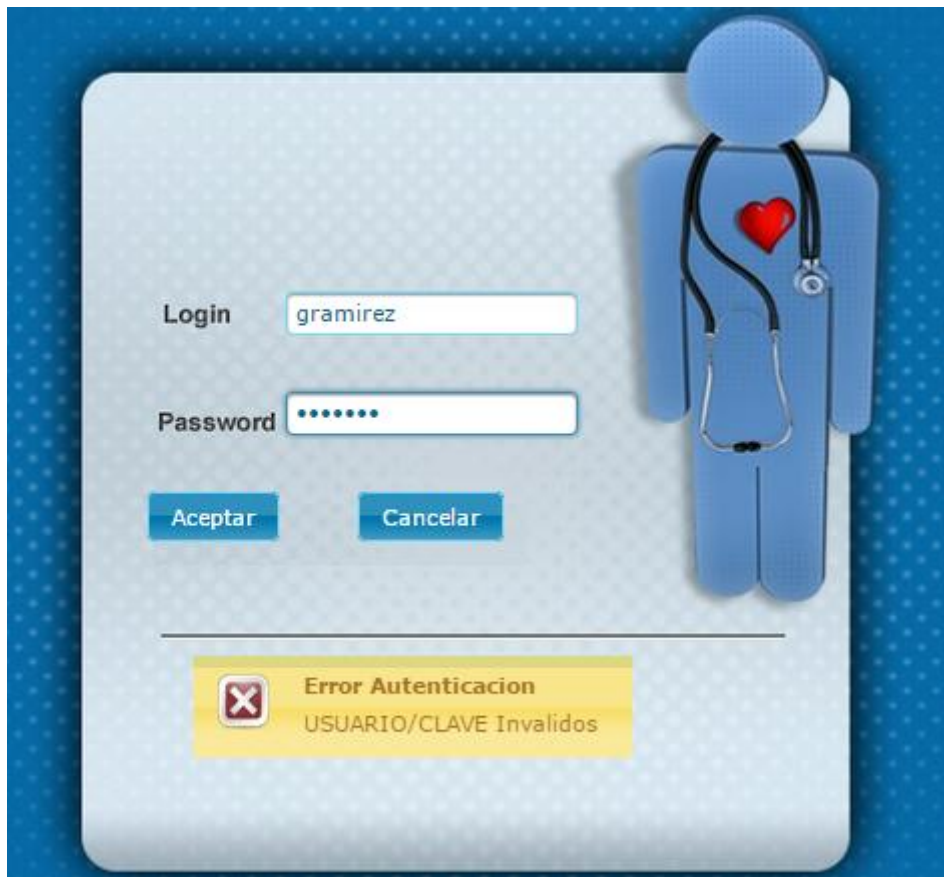 Login
gramirez
Password
•••••••
Aceptar
Cancelar
Error Autenticacion
USUARIO/CLAVE Invalidos